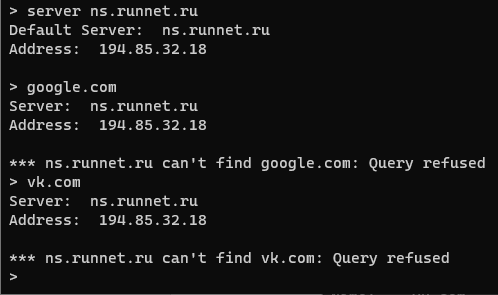 > server ns.runnet.ru
Default Server:  ns.runnet.ru
Address:  194.85.32.18

> google.com
Server:  ns.runnet.ru
Address:  194.85.32.18

*** ns.runnet.ru can't find google.com: Query refused
> vk.com
Server:  ns.runnet.ru
Address:  194.85.32.18

*** ns.runnet.ru can't find vk.com: Query refused
>